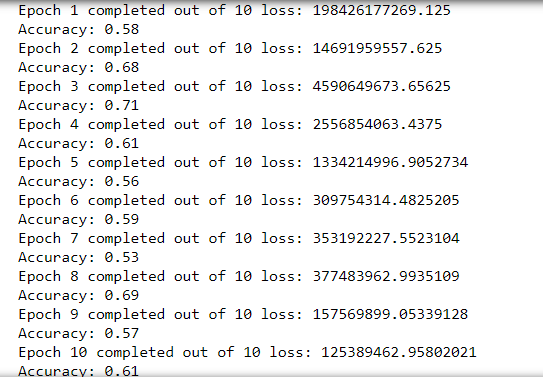 Epoch 1 completed out of 10 loss: 198426177269.125
Accuracy: 0.58
Epoch 2 completed out of 10 loss: 14691959557.625
Accuracy: 0.68
Epoch 3 completed out of 10 loss: 4590649673.65625
Accuracy: 0.71
Epoch 4 completed out of 10 loss: 2556854063.4375
Accuracy: 0.61
Epoch 5 completed out of 10 loss: 1334214996.9052734
Accuracy: 0.56
Epoch 6 completed out of 10 loss: 309754314.4825205
Accuracy: 0.59
Epoch 7 completed out of 10 loss: 353192227.5523104
Accuracy: 0.53
Epoch 8 completed out of 10 loss: 377483962.9935109
Accuracy: 0.69
Epoch 9 completed out of 10 loss: 157569899.05339128
Accuracy: 0.57
Epoch 10 completed out of 10 loss: 125389462.95802021
Accuracy: 0.61